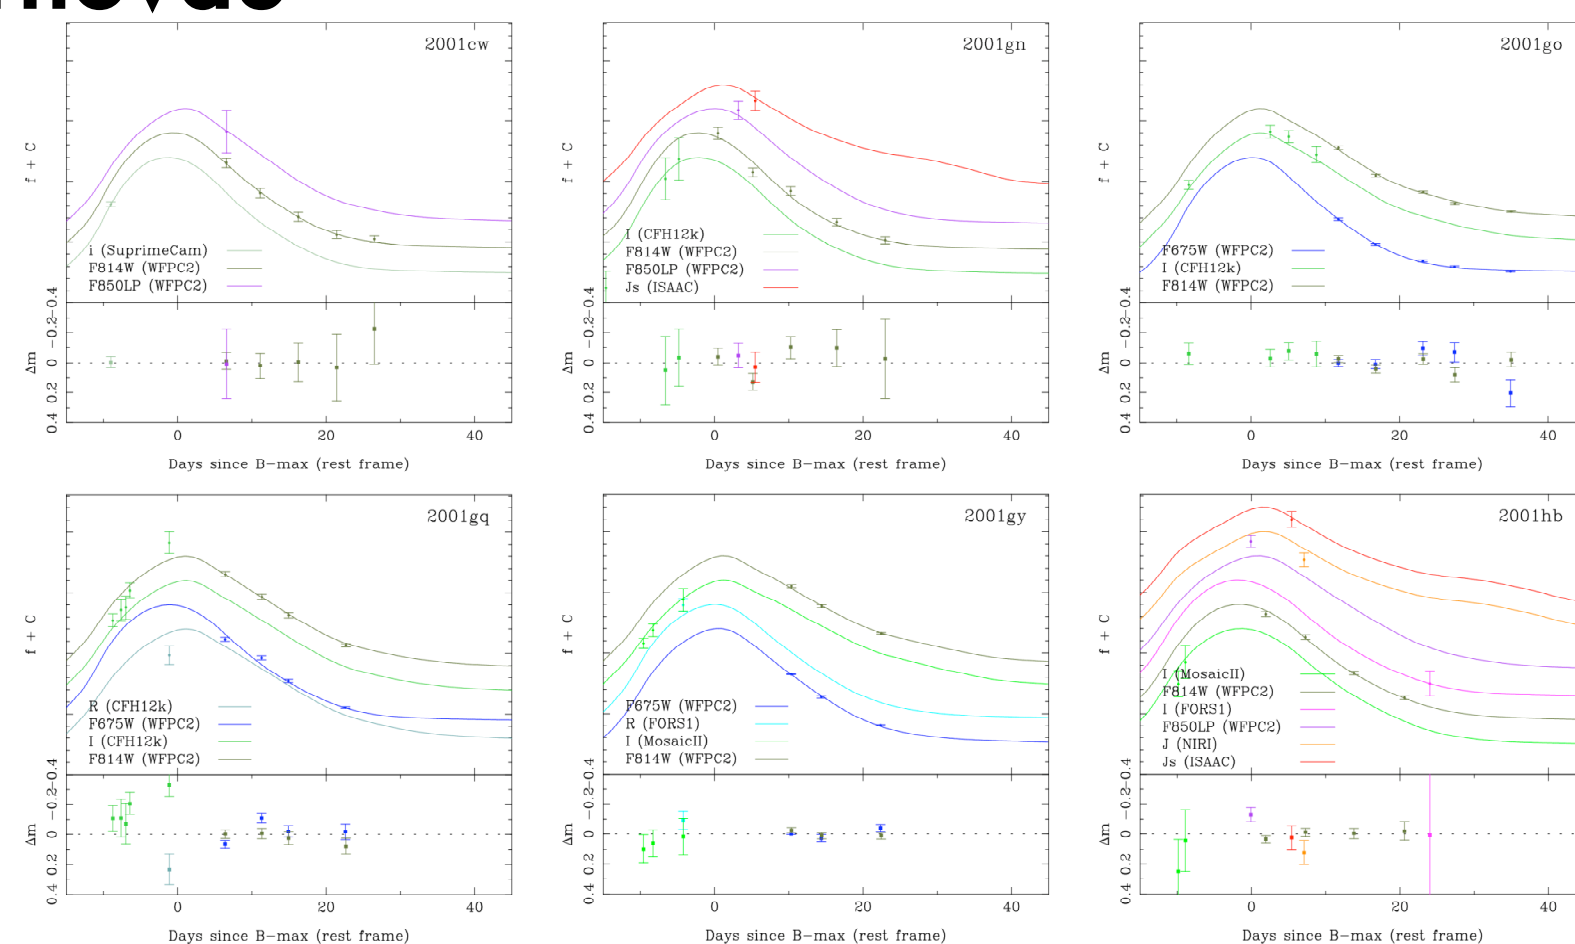 2001cw
f + C
i (SuprimeCam)
F814W (WFPC2)
F850LP (WFPC2)
Δm
0.4 0.2 0 −0.2 −0.4
0 20 40
Days since B−max (rest frame)
2001gn
f + C
I (CFH12k)
F814W (WFPC2)
F850LP (WFPC2)
Js (ISAAC)
Δm
0.4 0.2 0 −0.2 −0.4
0 20 40
Days since B−max (rest frame)
2001go
f + C
F675W (WFPC2)
I (CFH12k)
F814W (WFPC2)
Δm
0.4 0.2 0 −0.2 −0.4
0 20 40
Days since B−max (rest frame)
2001gq
f + C
R (CFH12k)
F675W (WFPC2)
I (CFH12k)
F814W (WFPC2)
Δm
0.4 0.2 0 −0.2 −0.4
0 20 40
Days since B−max (rest frame)
2001gy
f + C
F675W (WFPC2)
R (FORS1)
I (MosaicII)
F814W (WFPC2)
Δm
0.4 0.2 0 −0.2 −0.4
0 20 40
Days since B−max (rest frame)
2001hb
f + C
I (MosaicII)
F814W (WFPC2)
I (FORS1)
F850LP (WFPC2)
J (NIRI)
Js (ISAAC)
Δm
0.4 0.2 0 −0.2 −0.4
0 20 40
Days since B−max (rest frame)